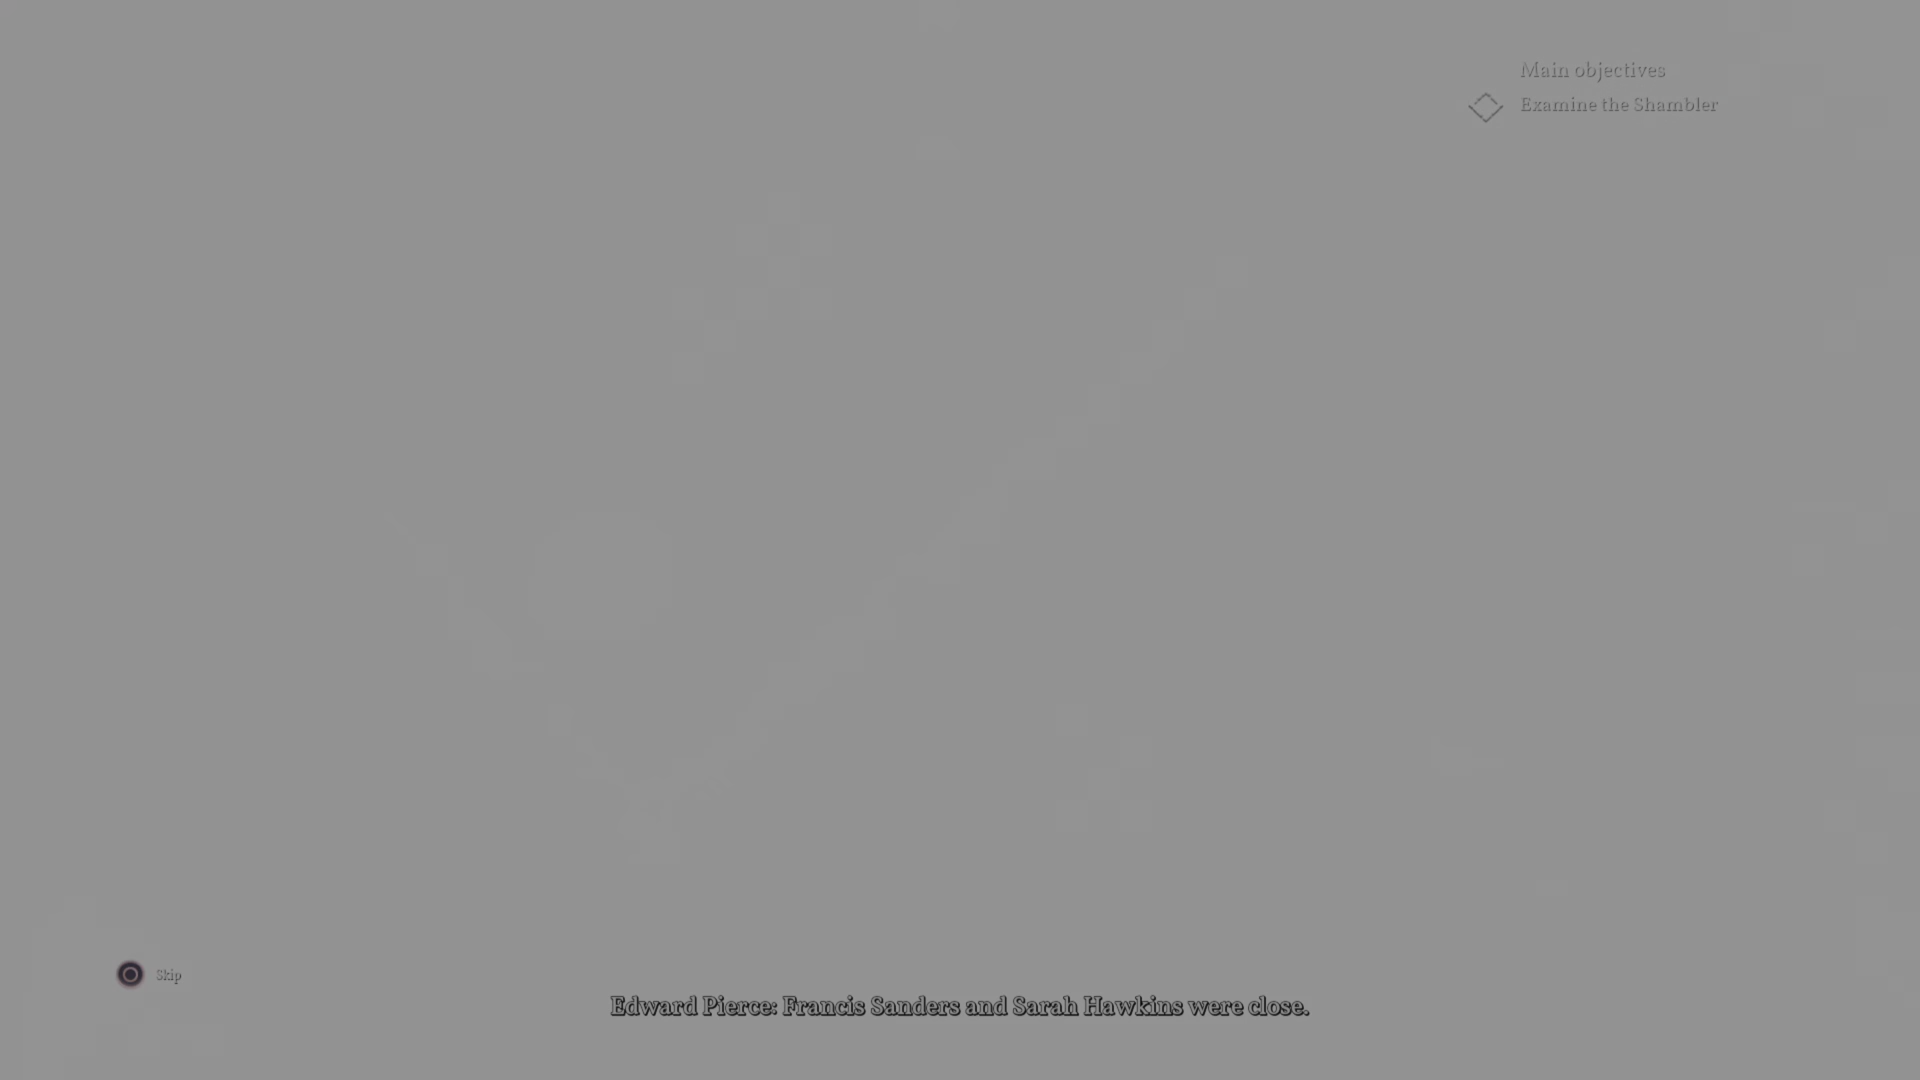 Main objectives
Examine the Shambler
Skip
Edward Pierce: Francis Sanders and Sarah Hawkins were close.